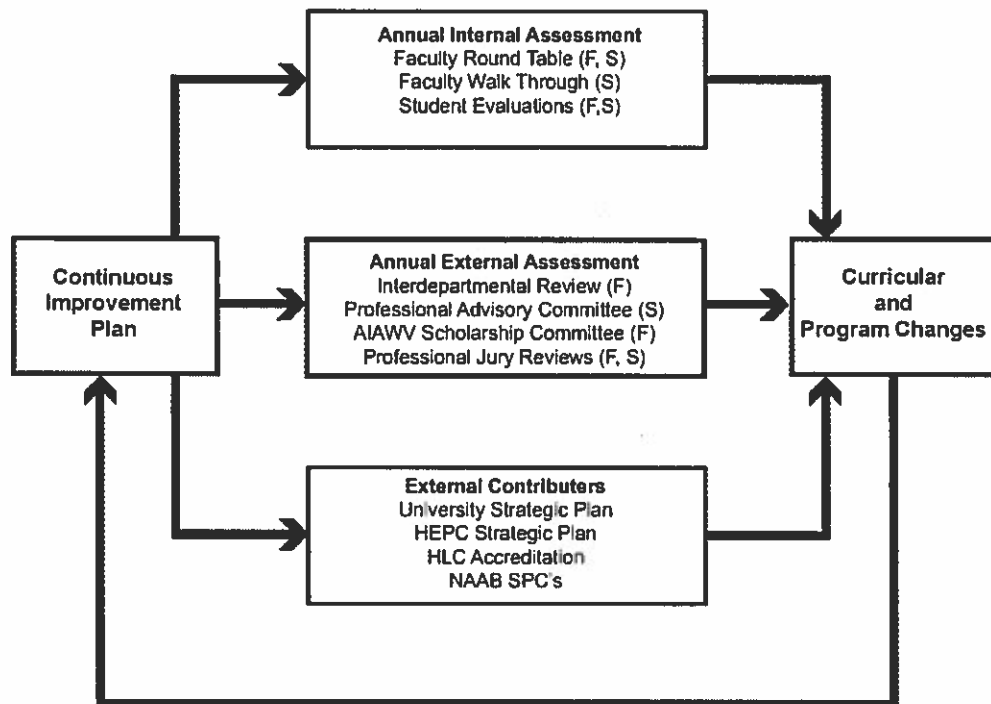 Annual Internal Assessment
Faculty Round Table (F, S)
Faculty Walk Through (S)
Student Evaluations (F,S)
Continuous
Improvement
Plan
Annual External Assessment
Interdepartmental Review (F)
Professional Advisory Committee (S)
AIAWV Scholarship Committee (F)
Professional Jury Reviews (F, S)
Curricular
and
Program Changes
External Contributers
University Strategic Plan
HEPC Strategic Plan
HLC Accreditation
NAAB SPC's